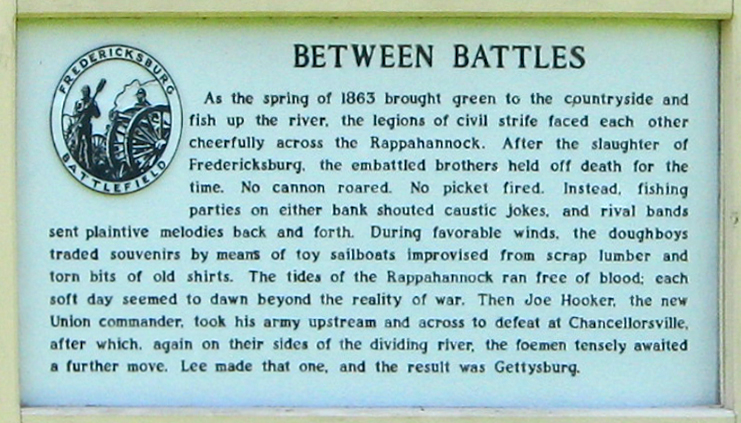 BETWEEN BATTLES
FREDERICKSBURG
BATTLEFIELD
As the spring of 1863 brought green to the countryside and
fish up the river, the legions of civil strife faced each other
cheerfully across the Rappahannock. After the slaughter of
Fredericksburg, the embattled brothers held off death for the
time. No cannon roared. No picket fired. Instead, fishing
parties on either bank shouted caustic jokes, and rival bands
sent plaintive melodies back and forth. During favorable winds, the doughboys
traded souvenirs by means of toy sailboats improvised from scrap lumber and
torn bits of old shirts. The tides of the Rappahannock ran free of blood; each
soft day seemed to dawn beyond the reality of war. Then Joe Hooker, the new
Union commander, took his army upstream and across to defeat at Chancellorsville,
after which, again on their sides of the dividing river, the foemen tensely awaited
a further move. Lee made that one, and the result was Gettysburg.